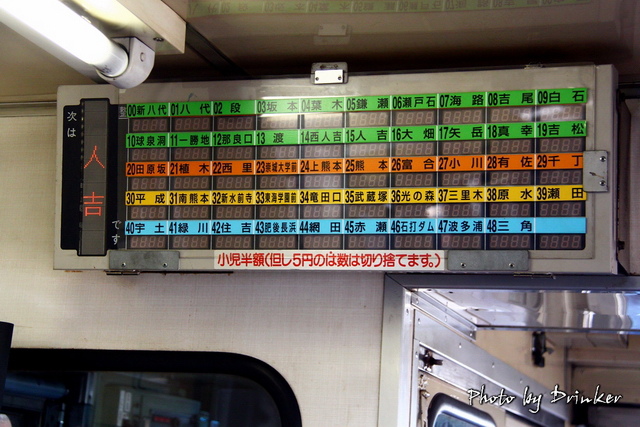 次は
人吉
です
00新八代 01八代 02段 03坂本 04葉木 05鎌瀬 06瀬戸石 07海路 08吉尾 09白石
10球泉洞 11一勝地 12那良口 13渡 14西人吉 15人吉 16大畑 17矢岳 18真幸 19吉松
20田原坂 21植木 22西里 23崇城大学前 24上熊本 25熊本 26富合 27小川 28有佐 29千丁
30平成 31南熊本 32新水前寺 33東海学園前 34竜田口 35武蔵塚 36光の森 37三里木 38原水 39瀬田
40宇土 41緑川 42住吉 43肥後長浜 44網田 45赤瀬 46石打ダム 47波多浦 48三角
小児半額(但し5円のは数は切り捨てます。)
Photo by Drinker